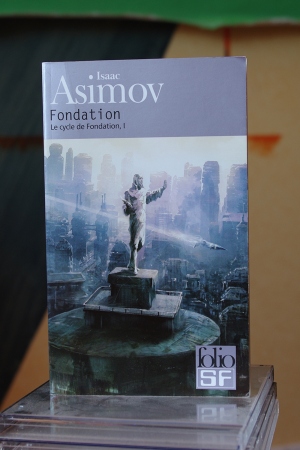 Isaac
Asimov
Fondation
Le cycle de Fondation, I
folio
SF